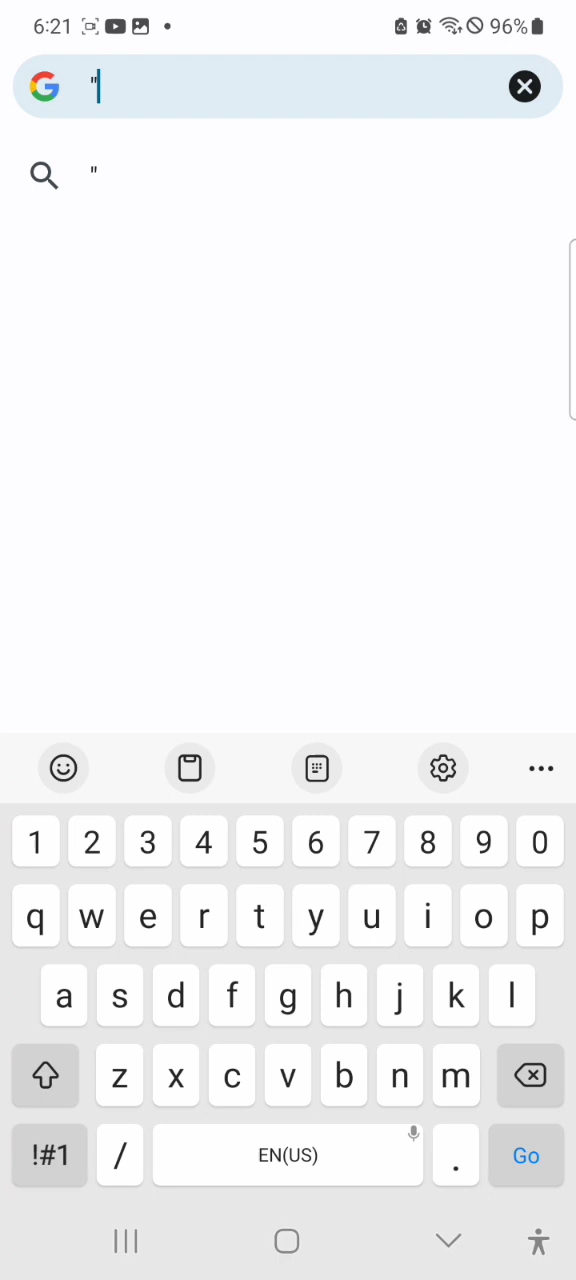 6:21 96%
"
"
1 2 3 4 5 6 7 8 9 0
q w e r t y u i o p
a s d f g h j k l
z x c v b n m
!#1 / EN(US) . Go